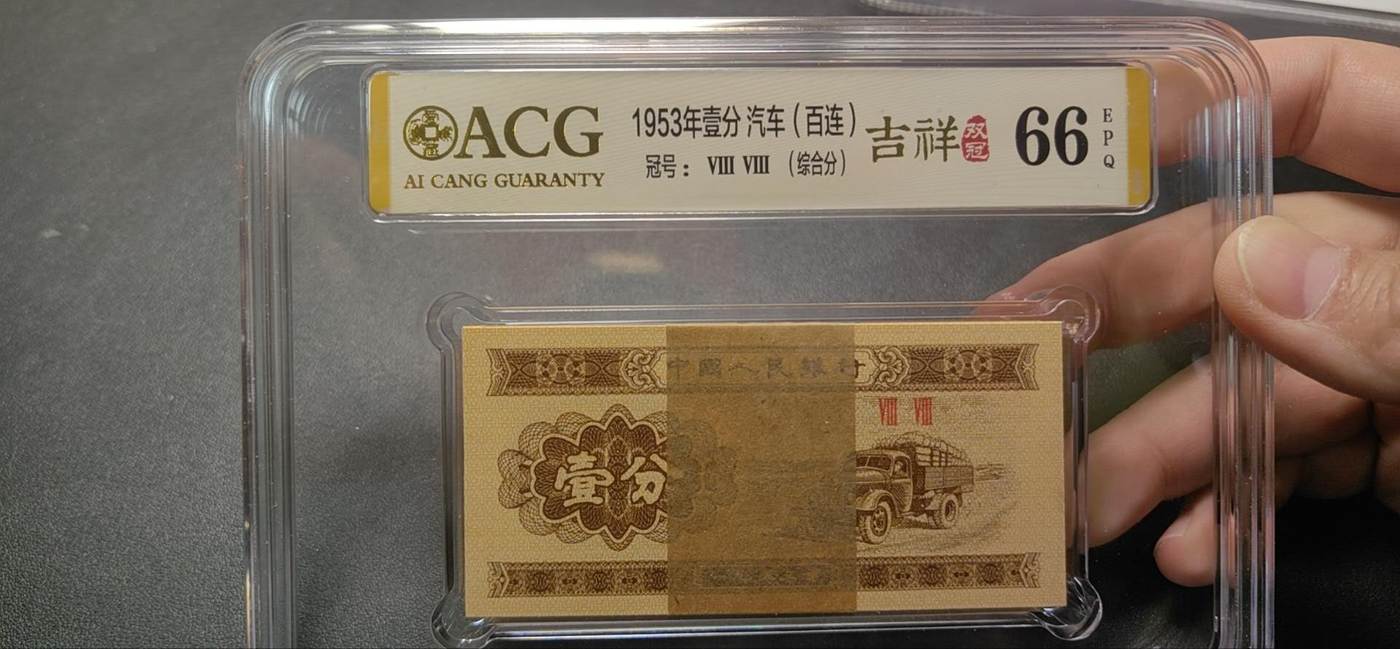 ACG
AI CANG GUARANTY
1953年壹分 汽车（百连）
冠号： Ⅷ Ⅷ （综合分）
吉祥
双冠
66
EPQ
中國人民銀行
Ⅷ Ⅷ
壹分